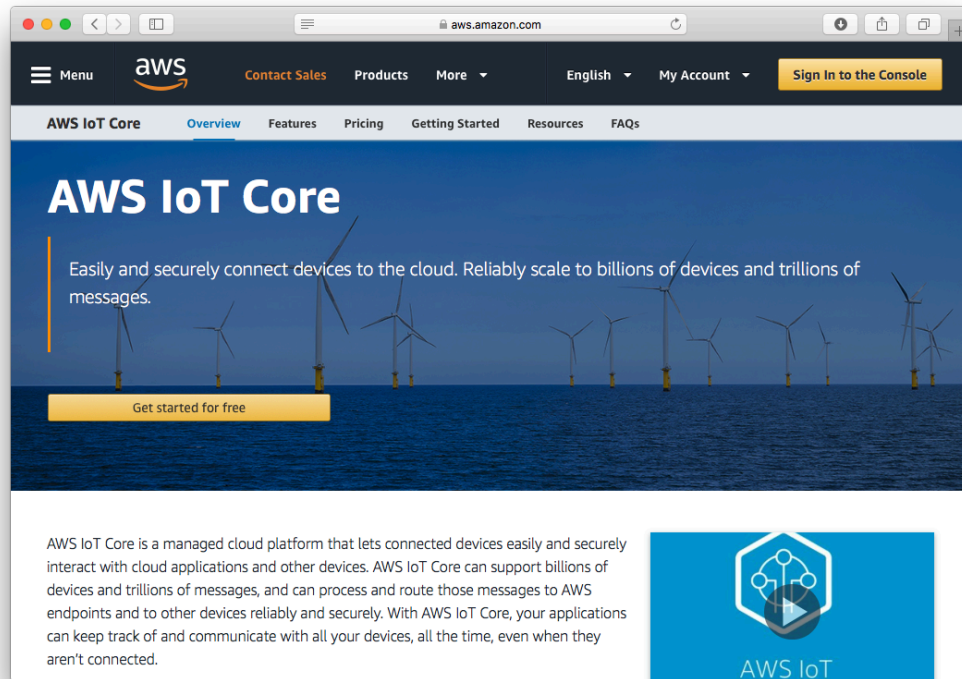 aws.amazon.com
Menu
aws
Contact Sales
Products
More
English
My Account
Sign In to the Console
AWS IoT Core
Overview
Features
Pricing
Getting Started
Resources
FAQs
AWS IoT Core
Easily and securely connect devices to the cloud. Reliably scale to billions of devices and trillions of
messages.
Get started for free
AWS IoT Core is a managed cloud platform that lets connected devices easily and securely
interact with cloud applications and other devices. AWS IoT Core can support billions of
devices and trillions of messages, and can process and route those messages to AWS
endpoints and to other devices reliably and securely. With AWS IoT Core, your applications
can keep track of and communicate with all your devices, all the time, even when they
aren't connected.
AWS IoT